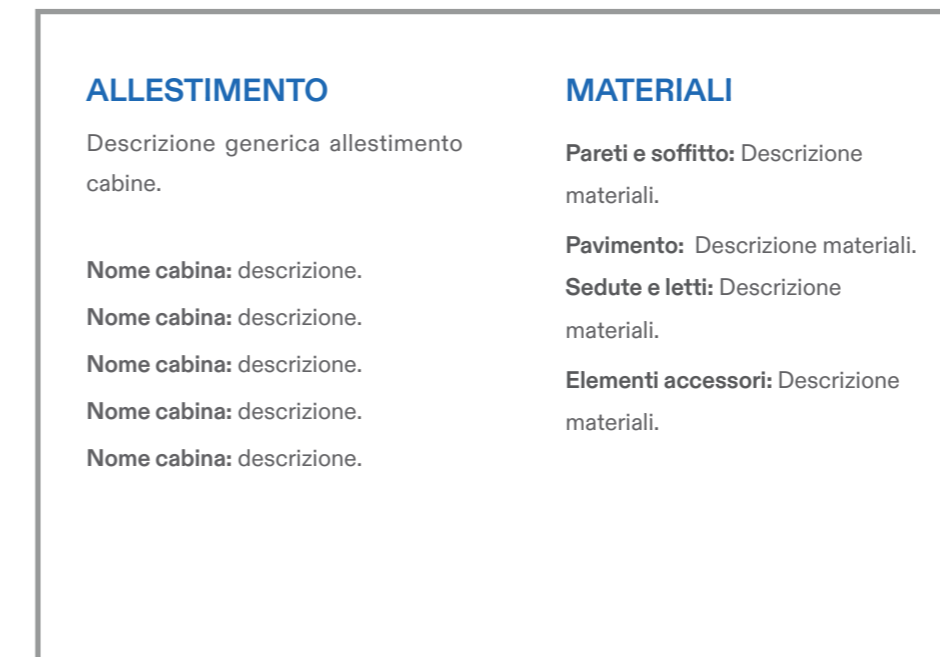 ALLESTIMENTO
Descrizione generica allestimento
cabine.
Nome cabina: descrizione.
Nome cabina: descrizione.
Nome cabina: descrizione.
Nome cabina: descrizione.
Nome cabina: descrizione.
MATERIALI
Pareti e soffitto: Descrizione
materiali.
Pavimento: Descrizione materiali.
Sedute e letti: Descrizione
materiali.
Elementi accessori: Descrizione
materiali.